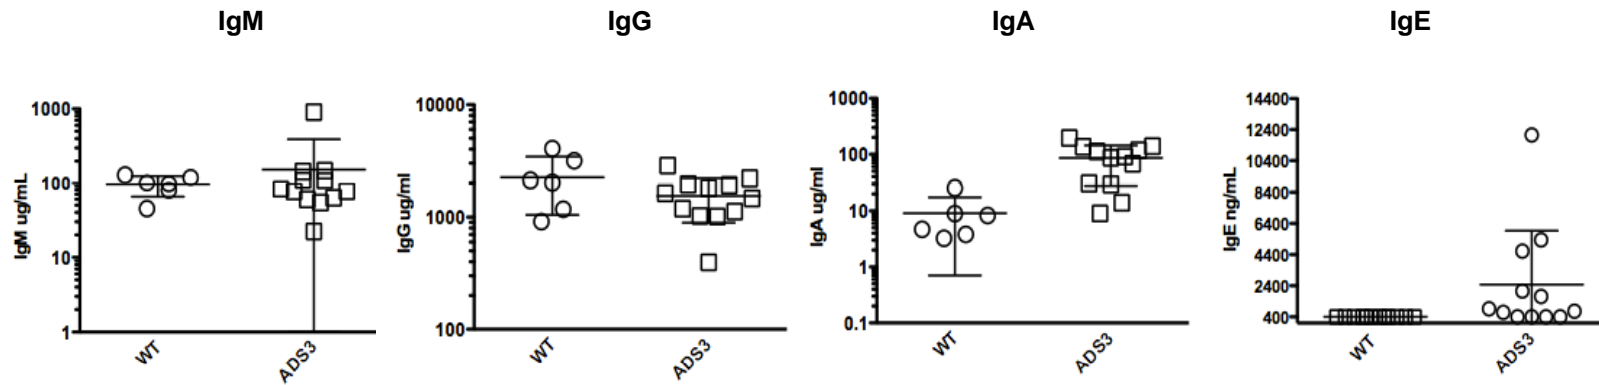 IgM
IgG
IgA
IgE
IgM ug/mL
1000
100
10
1
WT
ADS3
IgG ug/ml
10000
1000
100
WT
ADS3
IgA ug/ml
1000
100
10
1
0.1
WT
ADS3
IgE ng/mL
14400
12400
10400
8400
6400
4400
2400
400
WT
ADS3